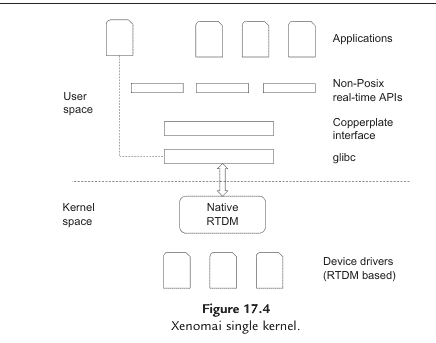 Applications
Non-Posix
real-time APIs
User
space
Copperplate
interface
glibc
Kernel
space
Native
RTDM
Device drivers
(RTDM based)
Figure 17.4
Xenomai single kernel.